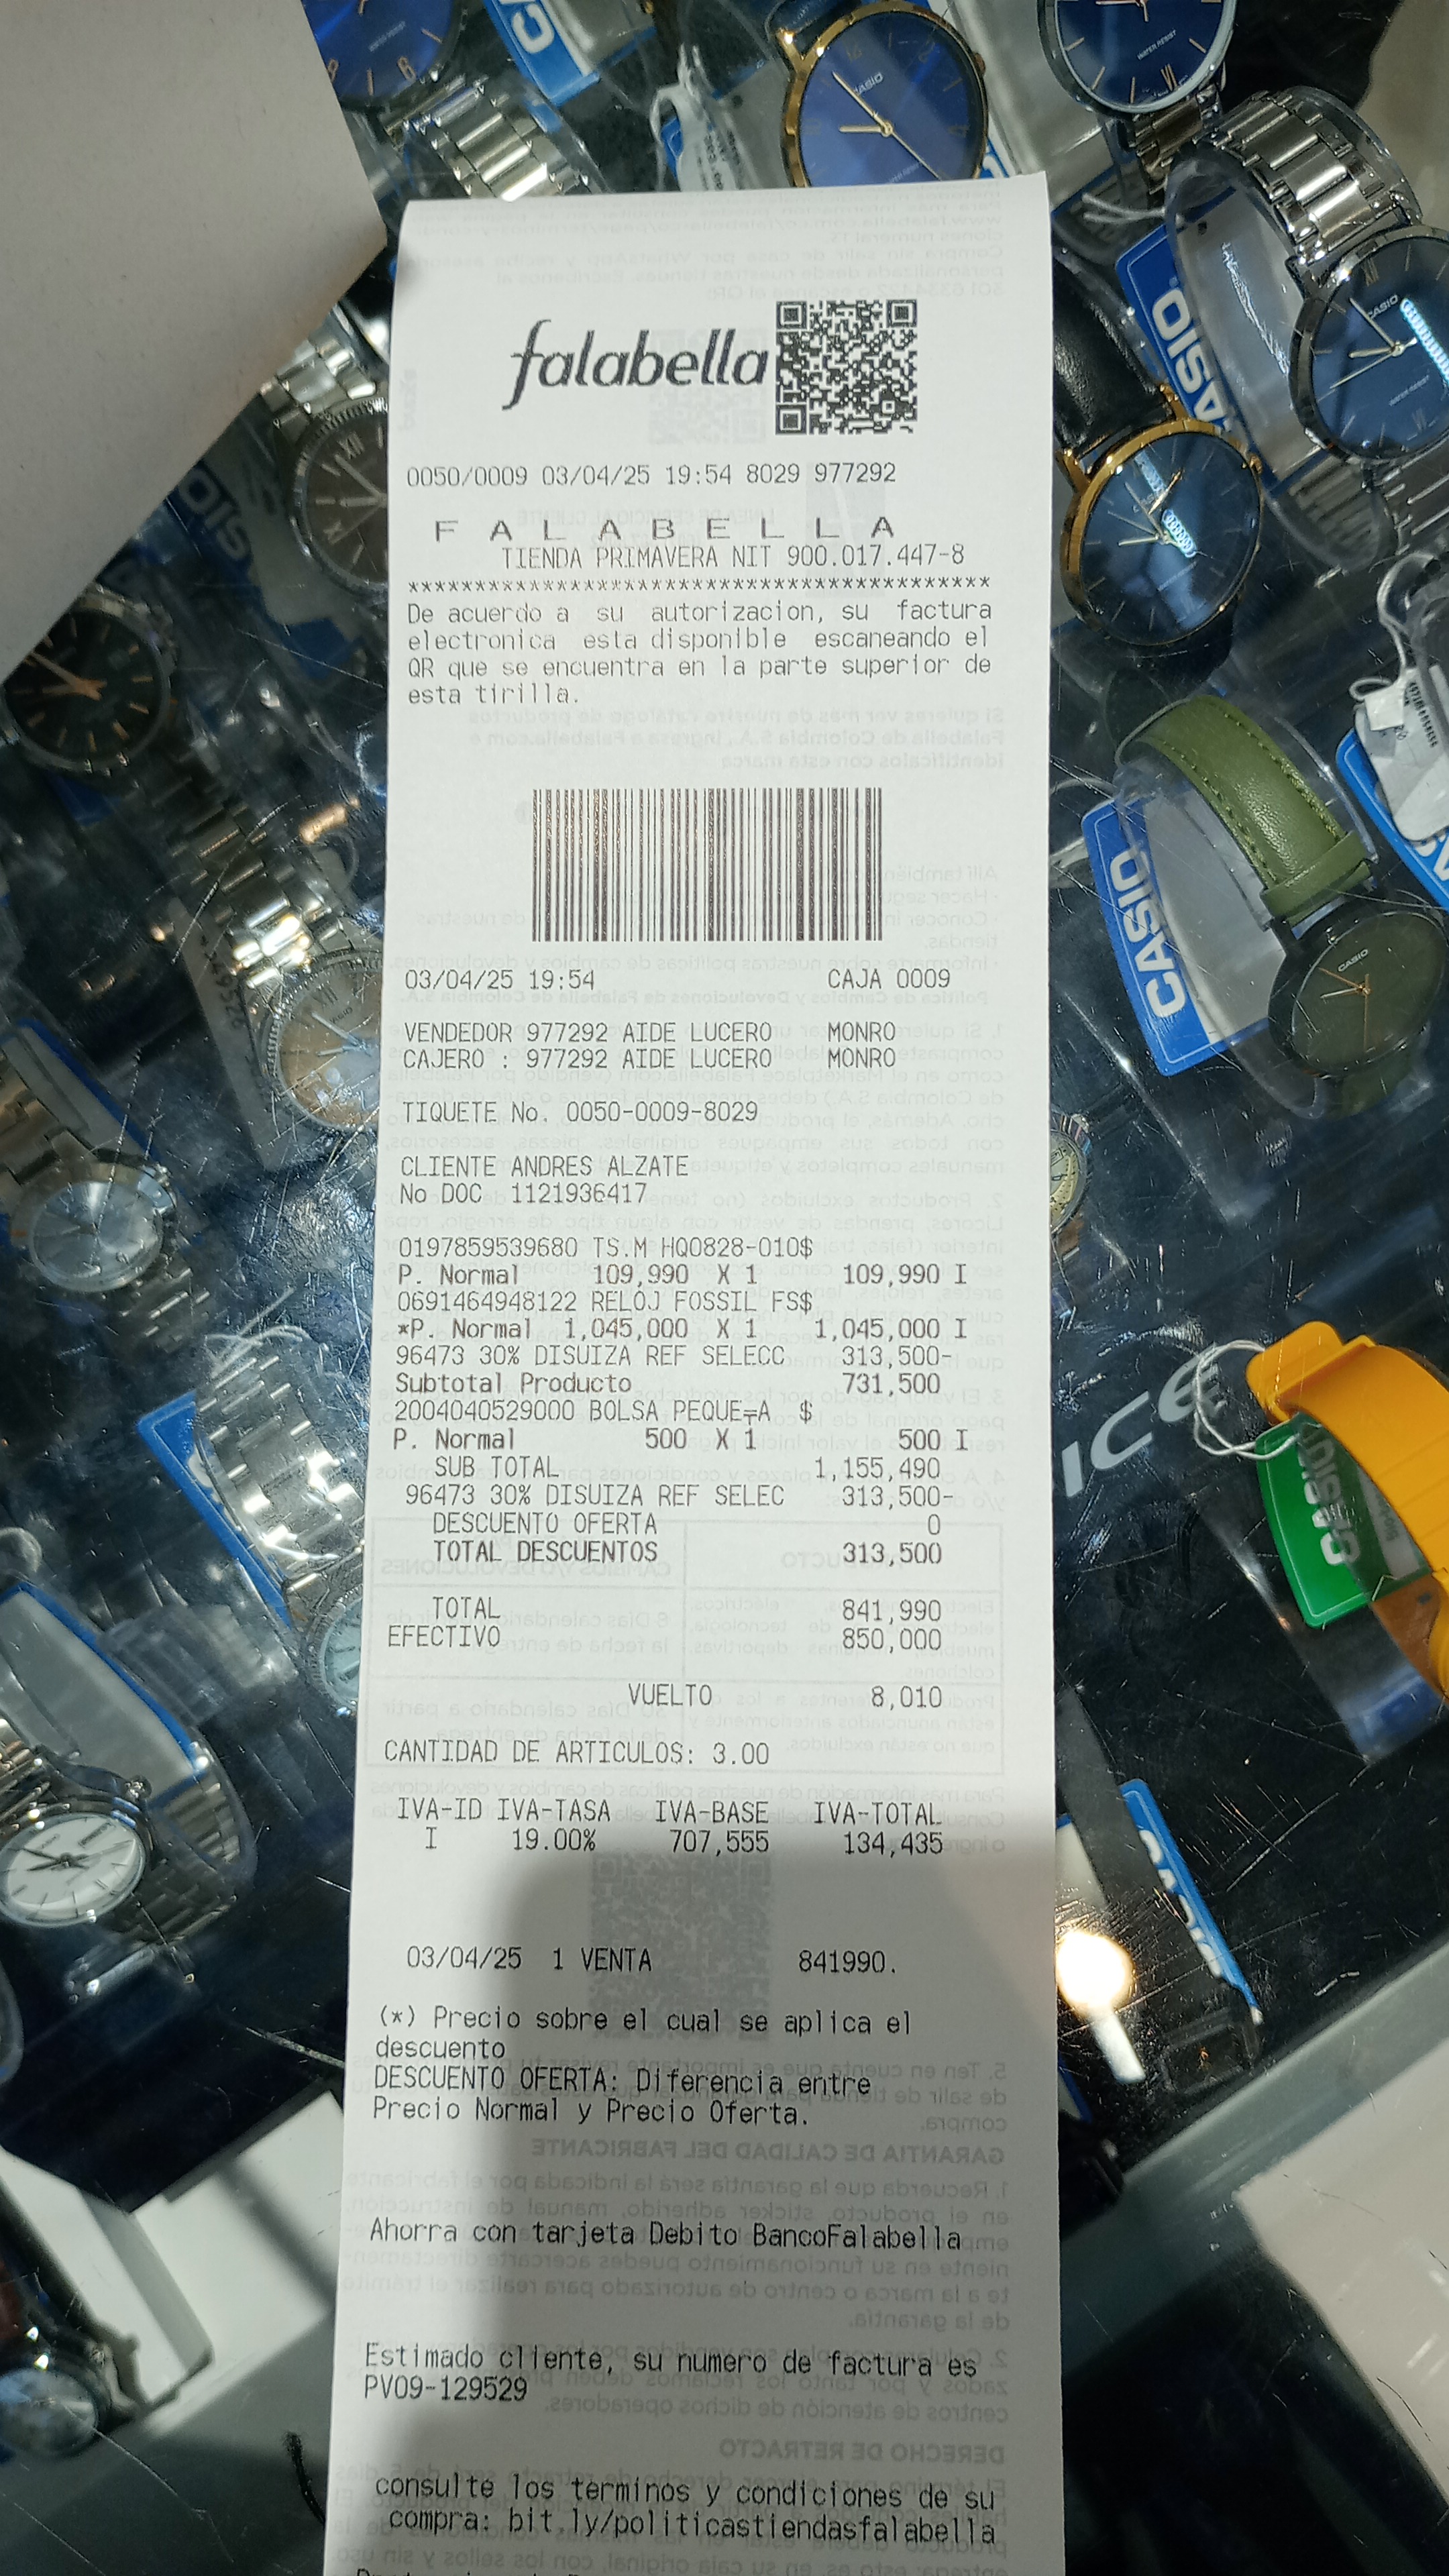 falabella
0050/0009 03/04/25 19:54 8029 977292
F A L A B E L L A
TIENDA PRIMAVERA NIT 900.017.447-8
********************************************
De acuerdo a su autorizacion, su factura
electronica esta disponible escaneando el
QR que se encuentra en la parte superior de
esta tirilla.
03/04/25 19:54 CAJA 0009
VENDEDOR 977292 AIDE LUCERO MONRO
CAJERO : 977292 AIDE LUCERO MONRO
TIQUETE No. 0050-0009-8029
CLIENTE ANDRES ALZATE
No DOC 1121936417
0197859539680 TS.M HQ0828-010$
P. Normal 109,990 X 1 109,990 I
0691464948122 RELOJ FOSSIL FS$
*P. Normal 1,045,000 X 1 1,045,000 I
96473 30% DISUIZA REF SELECC 313,500-
Subtotal Producto 731,500
2004040529000 BOLSA PEQUE╤A $
P. Normal 500 X 1 500 I
SUB TOTAL 1,155,490
96473 30% DISUIZA REF SELEC 313,500-
DESCUENTO OFERTA 0
TOTAL DESCUENTOS 313,500
TOTAL 841,990
EFECTIVO 850,000
VUELTO 8,010
CANTIDAD DE ARTICULOS: 3.00
IVA-ID IVA-TASA IVA-BASE IVA-TOTAL
I 19.00% 707,555 134,435
03/04/25 1 VENTA 841990.
(*) Precio sobre el cual se aplica el
descuento
DESCUENTO OFERTA: Diferencia entre
Precio Normal y Precio Oferta.
Ahorra con tarjeta Debito BancoFalabella
Estimado cliente, su numero de factura es
PV09-129529
consulte los terminos y condiciones de su
compra: bit.ly/politicastiendasfalabella
CASIO
CASIO
CASIO
CASIO
CASIO
CASIO